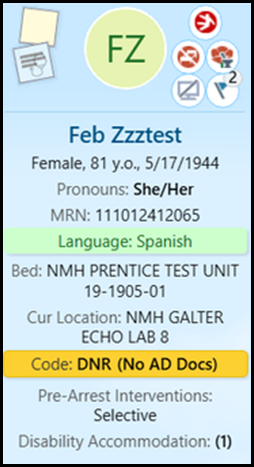 FZ
2
Feb Zzztest
Female, 81 y.o., 5/17/1944
Pronouns: She/Her
MRN: 111012412065
Language: Spanish
Bed: NMH PRENTICE TEST UNIT
19-1905-01
Cur Location: NMH GALTER
ECHO LAB 8
Code: DNR (No AD Docs)
Pre-Arrest Interventions:
Selective
Disability Accommodation: (1)